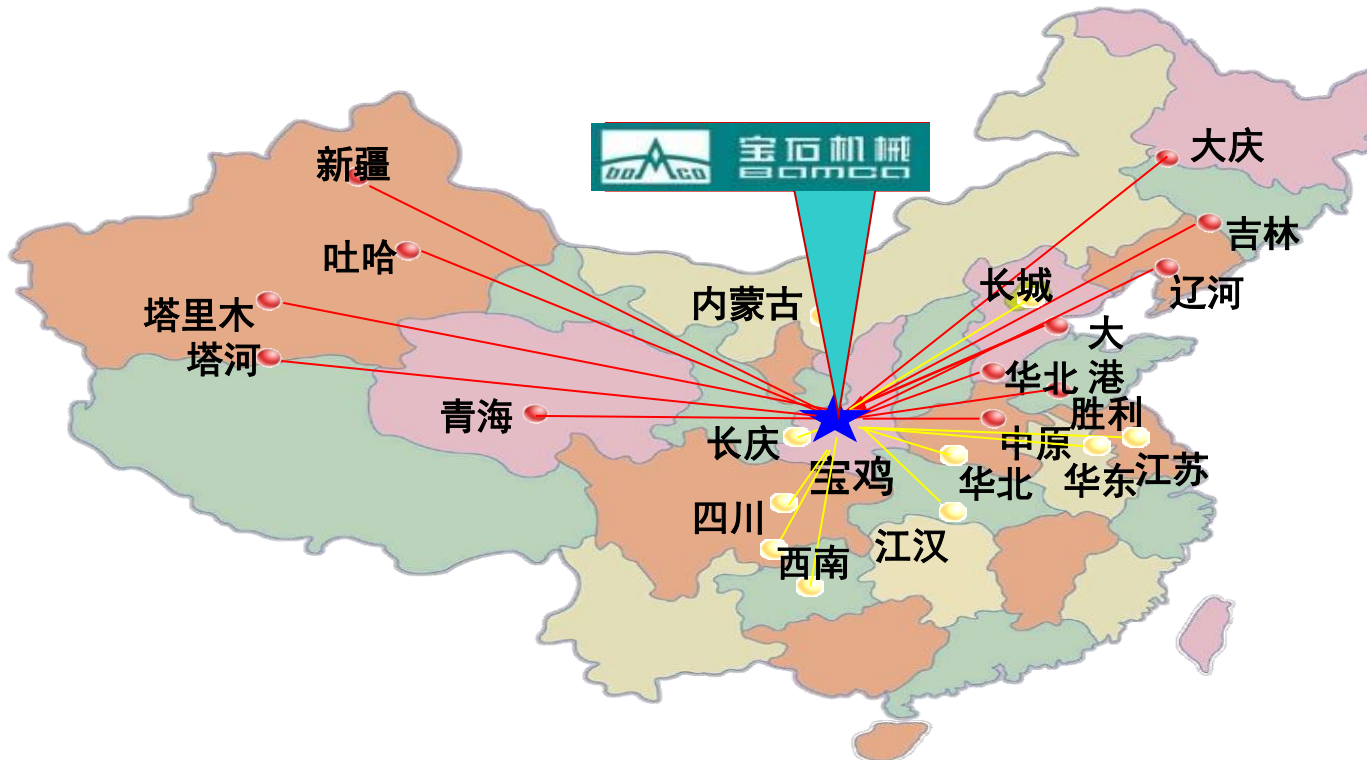 boMco
宝石机械
BOMCO
大庆
新疆
吉林
吐哈
长城
辽河
内蒙古
塔里木
大
港
塔河
华北
青海
胜利
长庆
中原
宝鸡
华北
华东
江苏
四川
江汉
西南